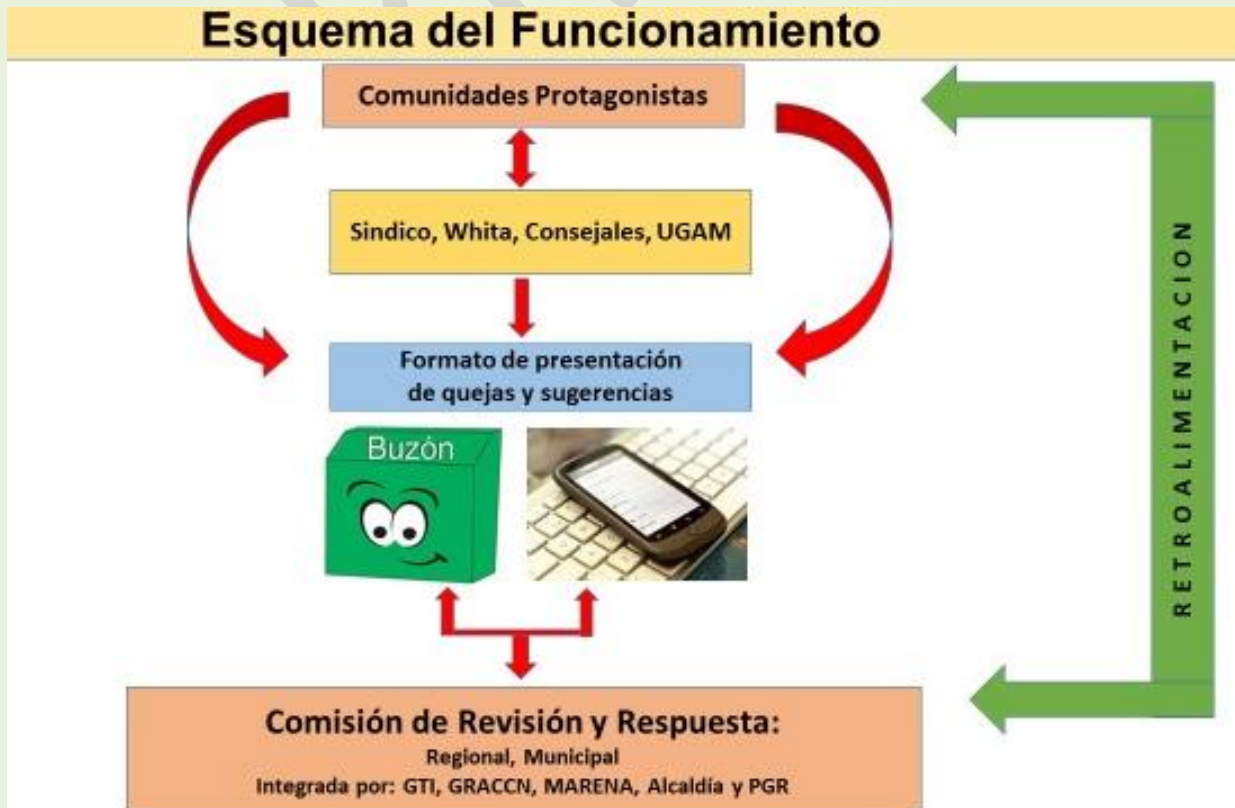 Esquema del Funcionamiento
Comunidades Protagonistas
Sindico, Whita, Consejales, UGAM
Formato de presentación
de quejas y sugerencias
Buzón
RETROALIMENTACION
Comisión de Revisión y Respuesta:
Regional, Municipal
Integrada por: GTI, GRACCN, MARENA, Alcaldía y PGR